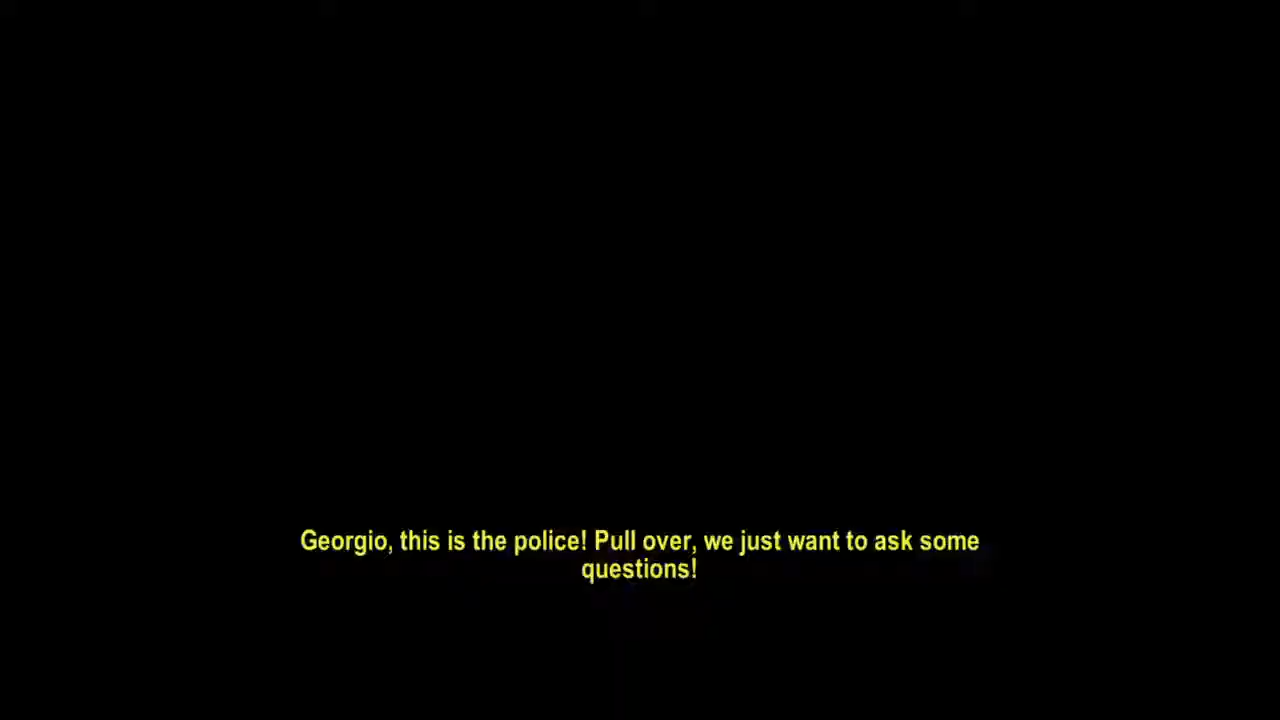 Georgio, this is the police! Pull over, we just want to ask some
questions!